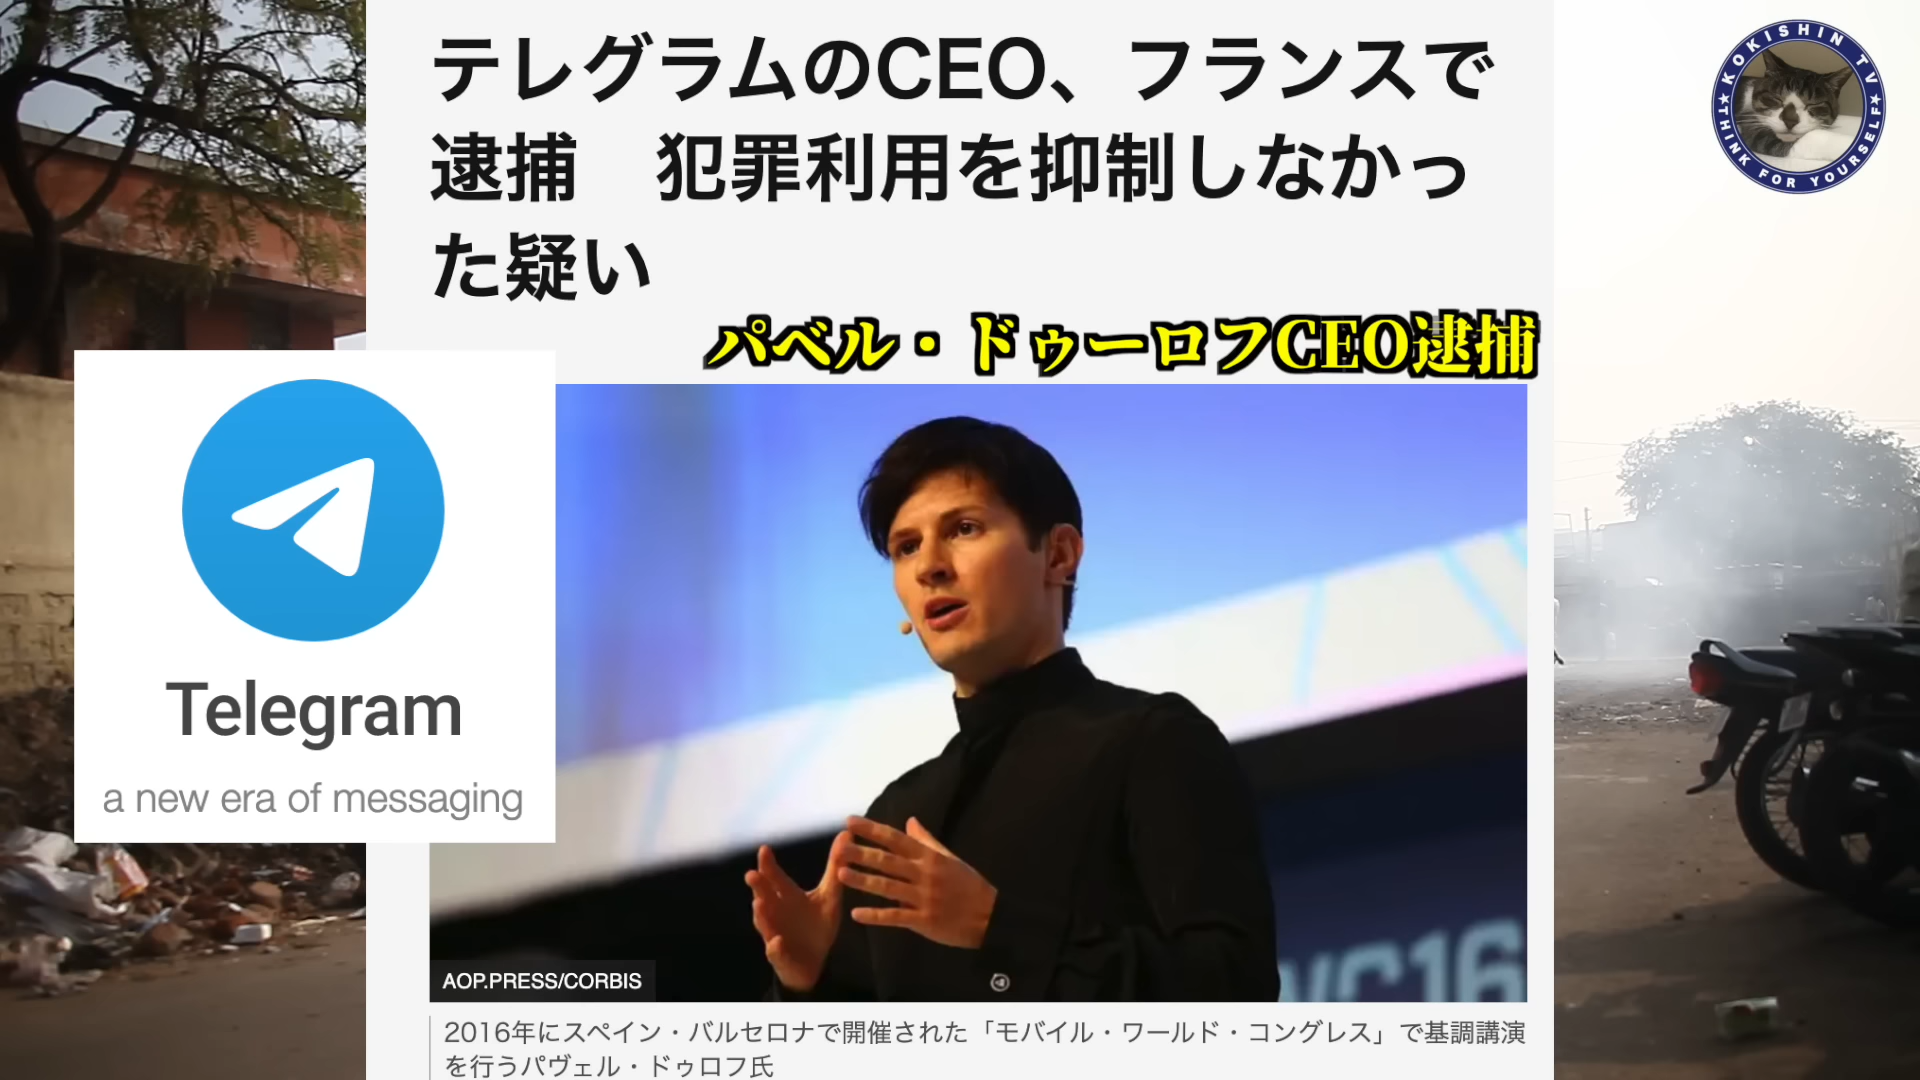 テレグラムのCEO、フランスで
逮捕　犯罪利用を抑制しなかっ
た疑い
パベル・ドゥーロフCEO逮捕
KOKISHIN TV
THINK FOR YOURSELF
Telegram
a new era of messaging
WC16
AOP.PRESS/CORBIS
2016年にスペイン・バルセロナで開催された「モバイル・ワールド・コングレス」で基調講演
を行うパヴェル・ドゥロフ氏